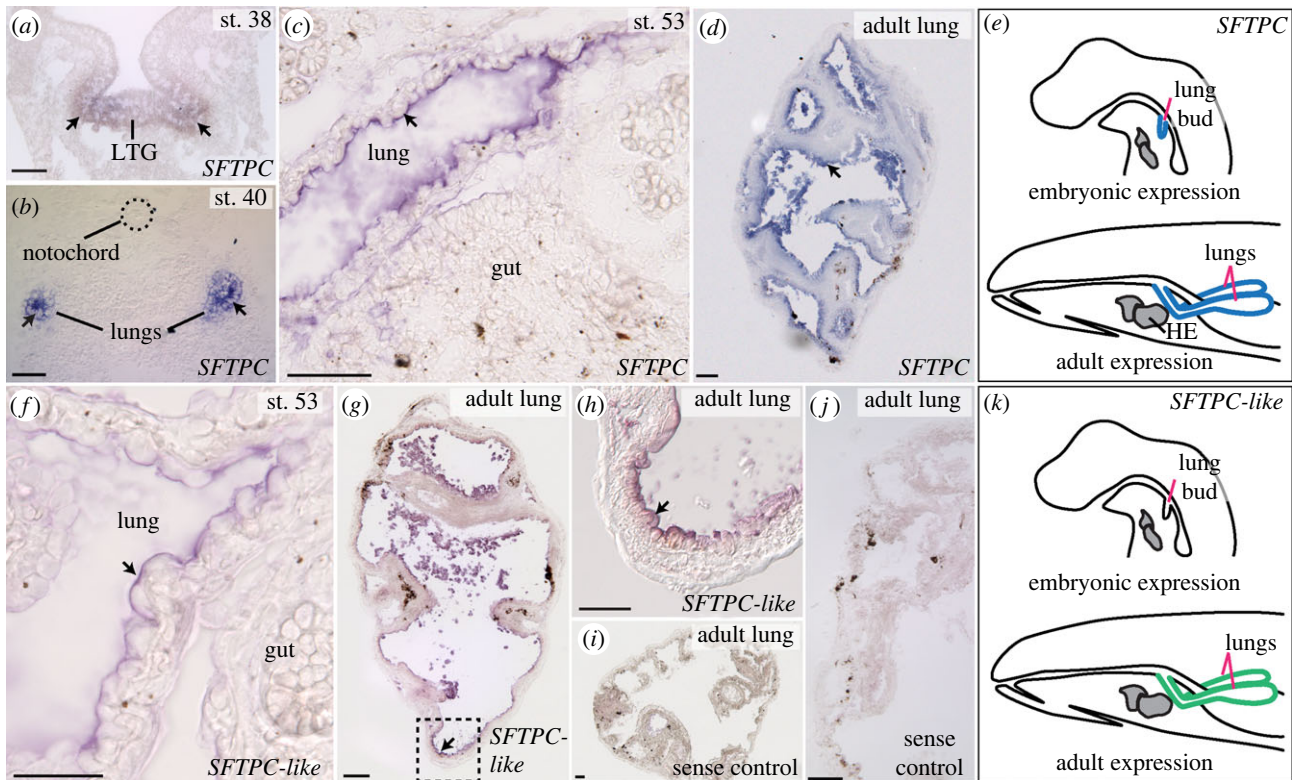 (a)
st. 38
LTG
SFTPC
(b)
st. 40
notochord
lungs
SFTPC
(c)
st. 53
lung
gut
SFTPC
(d)
adult lung
SFTPC
(e)
SFTPC
lung
bud
embryonic expression
lungs
HE
adult expression
(f)
st. 53
lung
gut
SFTPC-like
(g)
adult lung
SFTPC-
like
(h)
adult lung
SFTPC-like
(i)
adult lung
sense control
(j)
adult lung
sense
control
(k)
SFTPC-like
lung
bud
embryonic expression
lungs
adult expression